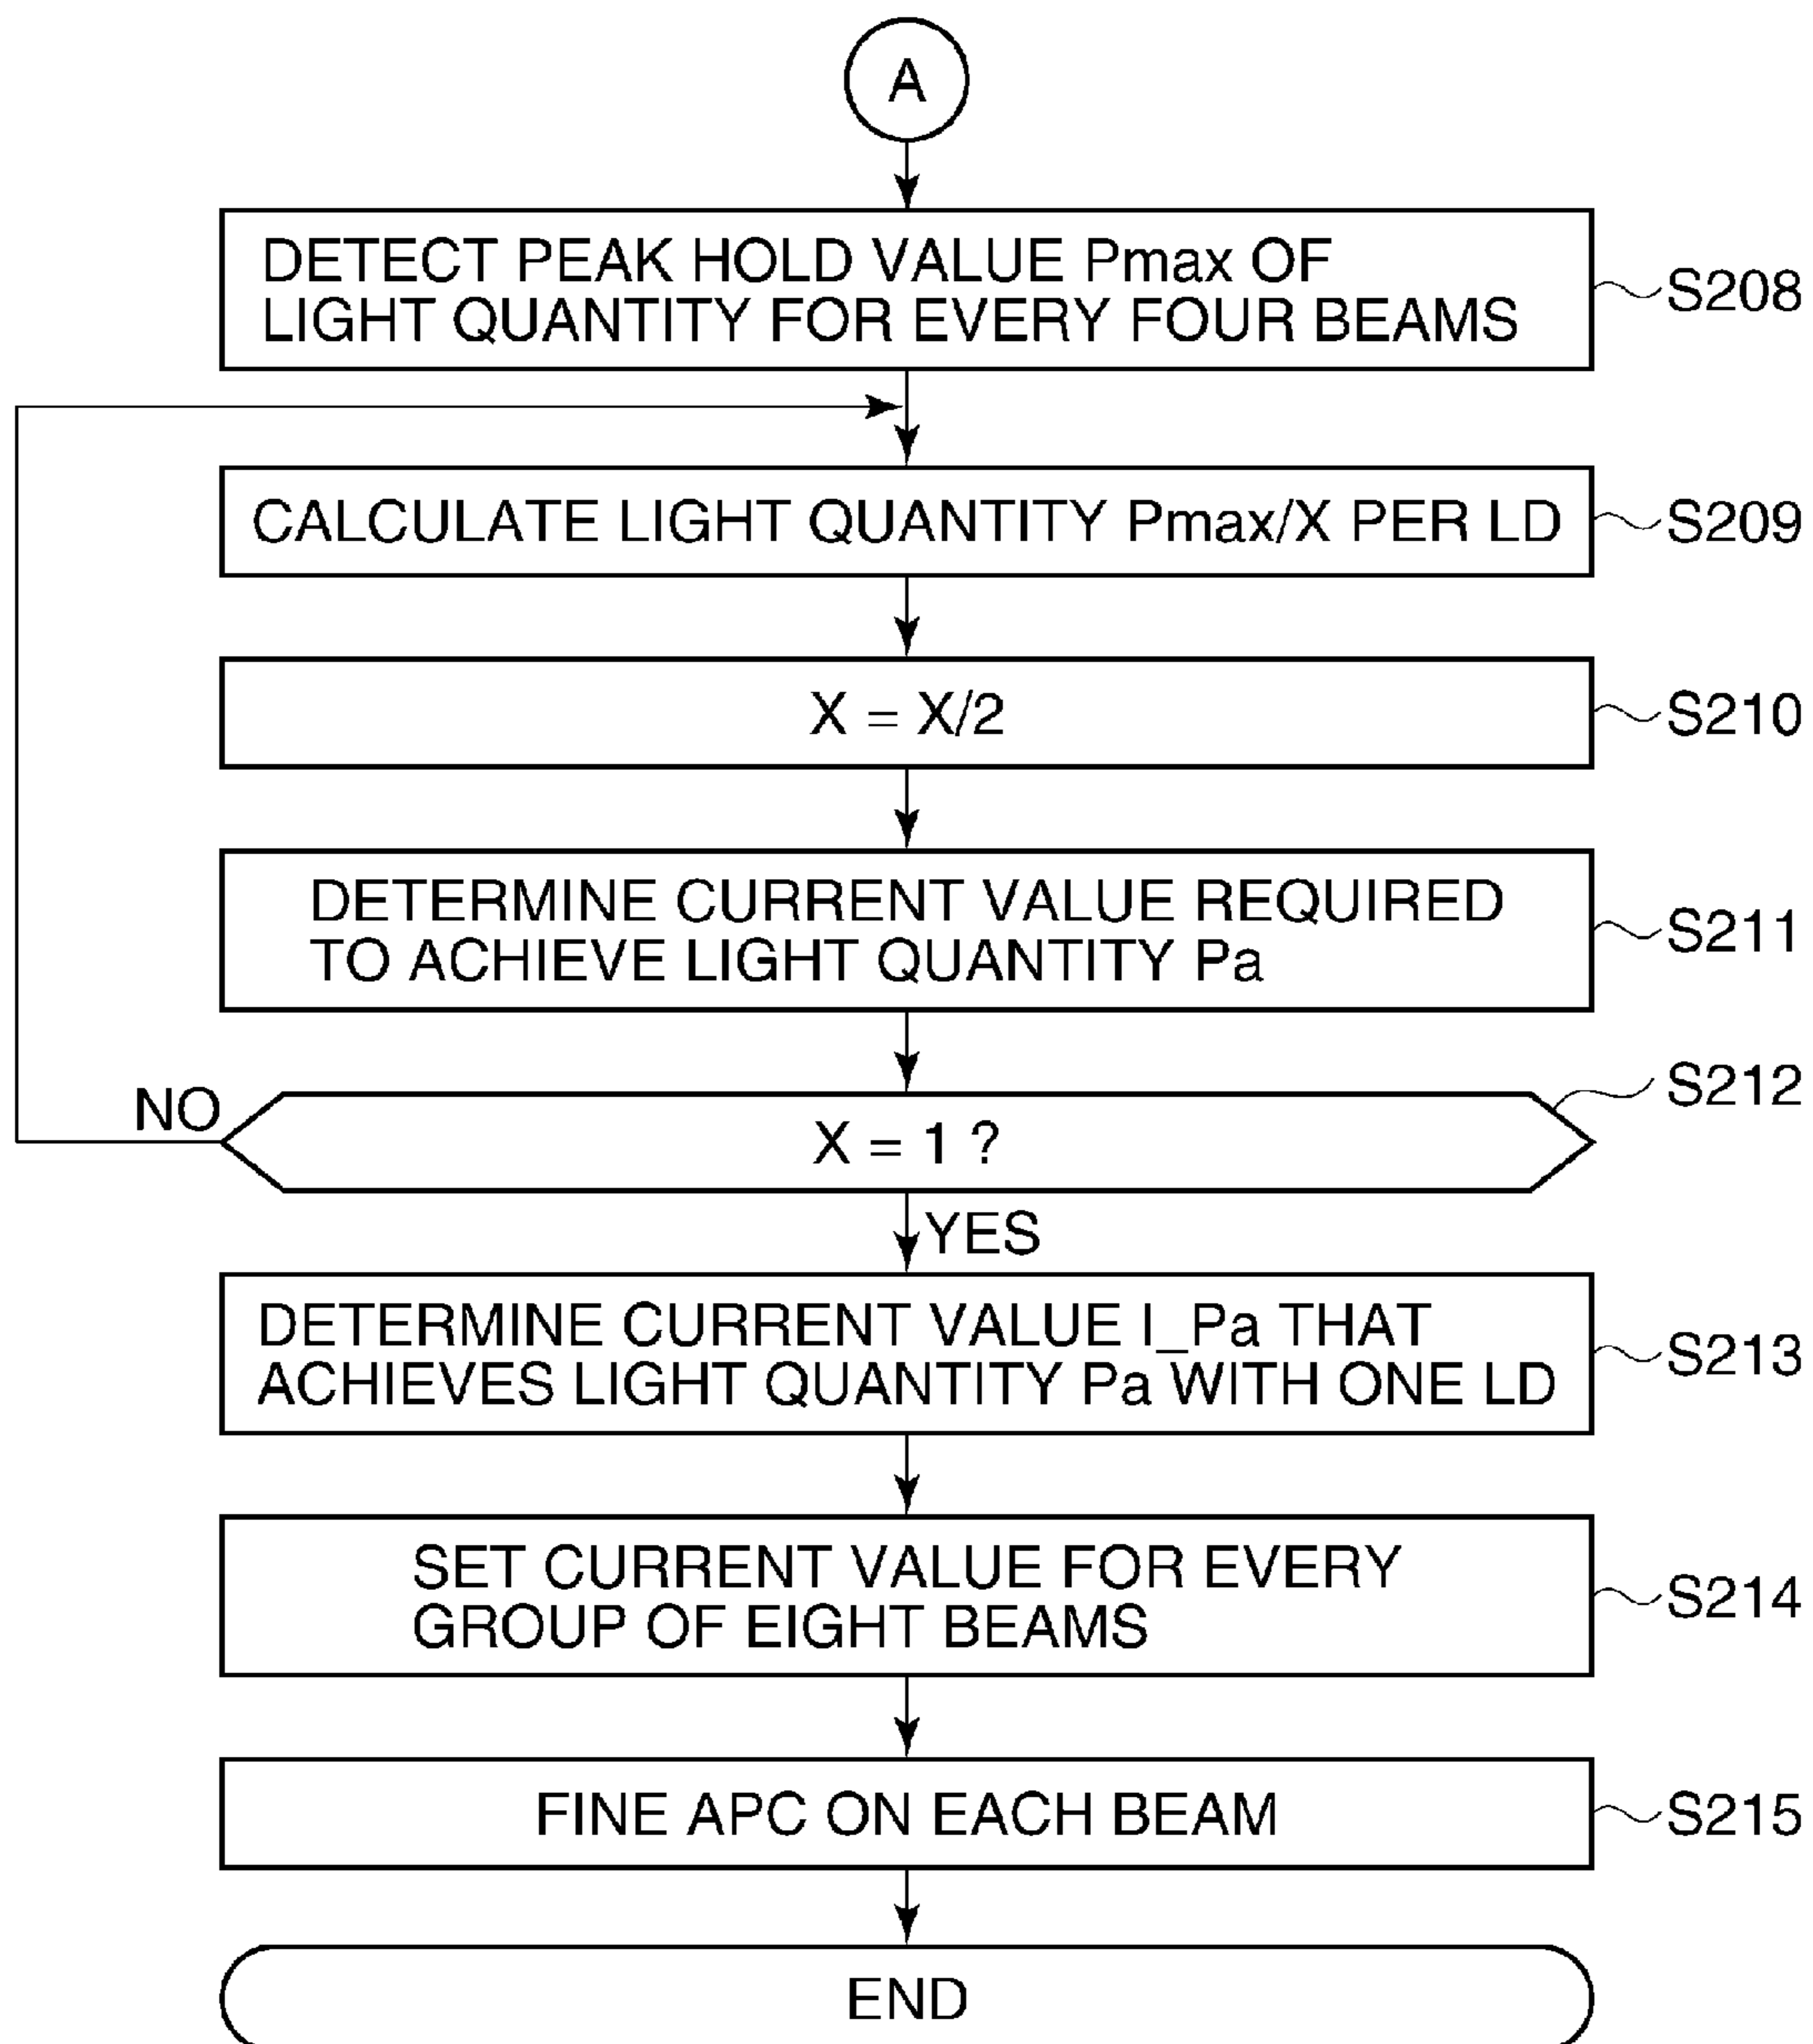 A
DETECT PEAK HOLD VALUE Pmax OF
LIGHT QUANTITY FOR EVERY FOUR BEAMS
S208
CALCULATE LIGHT QUANTITY Pmax/X PER LD
S209
X = X/2
S210
DETERMINE CURRENT VALUE REQUIRED
TO ACHIEVE LIGHT QUANTITY Pa
S211
S212
NO
X = 1 ?
YES
DETERMINE CURRENT VALUE I_Pa THAT
ACHIEVES LIGHT QUANTITY Pa WITH ONE LD
S213
SET CURRENT VALUE FOR EVERY
GROUP OF EIGHT BEAMS
S214
FINE APC ON EACH BEAM
S215
END